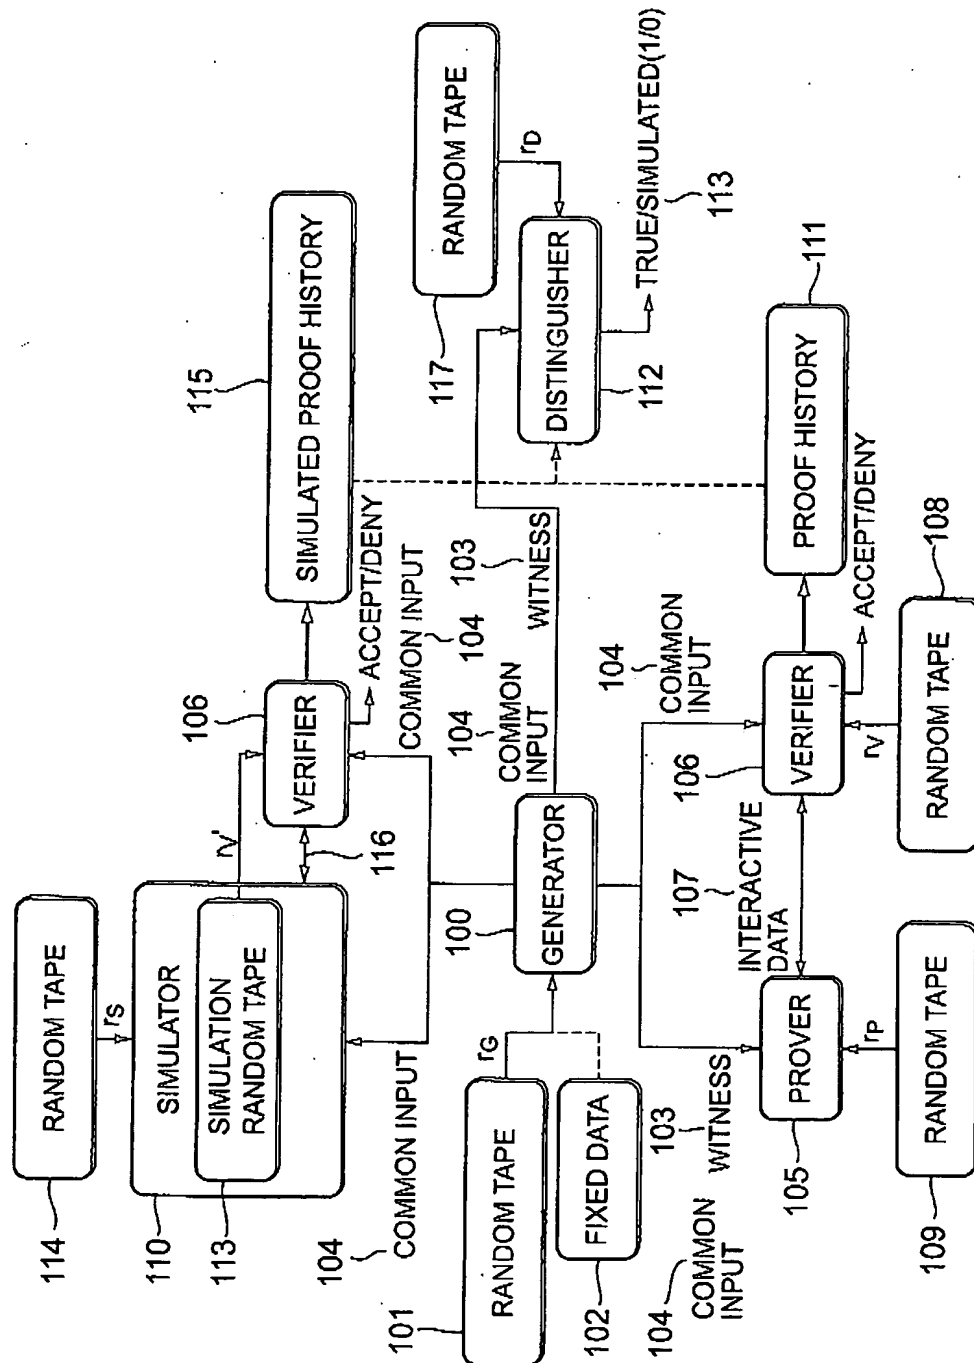 114
RANDOM TAPE
rS
110
SIMULATOR
113
SIMULATION
RANDOM TAPE
rV'
116
106
VERIFIER
ACCEPT/DENY
115
SIMULATED PROOF HISTORY
104
COMMON INPUT
COMMON INPUT
104
101
RANDOM TAPE
rG
102
FIXED DATA
100
GENERATOR
104
COMMON
INPUT
103
WITNESS
117
RANDOM TAPE
rD
DISTINGUISHER
112
TRUE/SIMULATED(1/0)
113
104
COMMON
INPUT
103
WITNESS
105
PROVER
107
INTERACTIVE
DATA
104
COMMON
INPUT
106
VERIFIER
ACCEPT/DENY
PROOF HISTORY
111
109
RANDOM TAPE
rP
rV
RANDOM TAPE
108